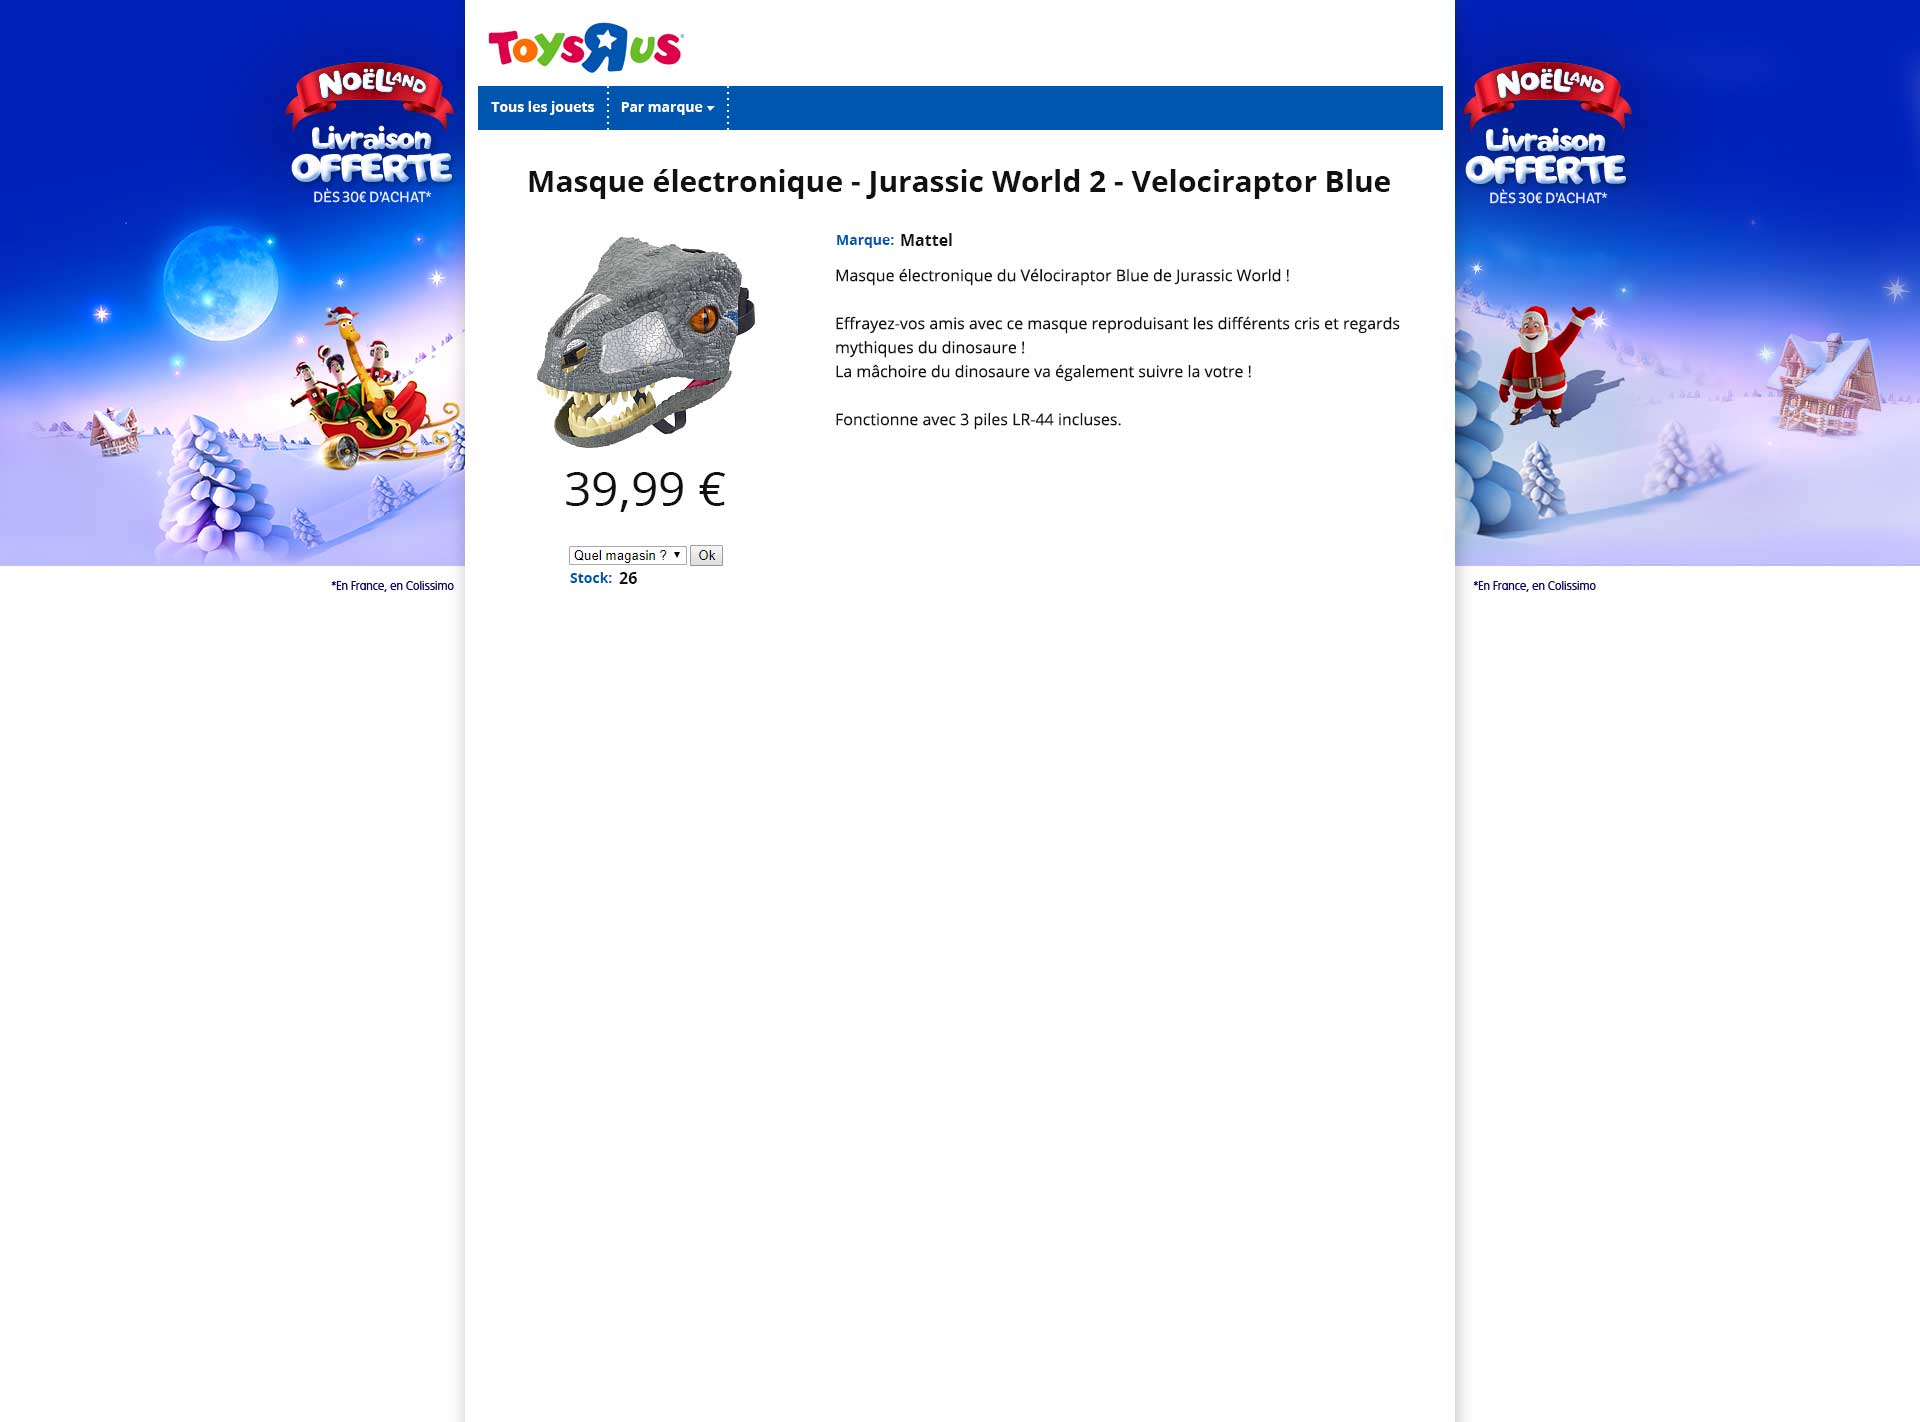 NOËLLAND
Livraison
OFFERTE
DÈS 30€ D'ACHAT*
*En France, en Colissimo
TOYSRUS
Tous les jouets
Par marque
Masque électronique - Jurassic World 2 - Velociraptor Blue
39,99 €
Quel magasin ? Ok
Stock: 26
Marque: Mattel
Masque électronique du Vélociraptor Blue de Jurassic World !
Effrayez-vos amis avec ce masque reproduisant les différents cris et regards
mythiques du dinosaure !
La mâchoire du dinosaure va également suivre la votre !
Fonctionne avec 3 piles LR-44 incluses.
NOËLLAND
Livraison
OFFERTE
DÈS 30€ D'ACHAT*
*En France, en Colissimo